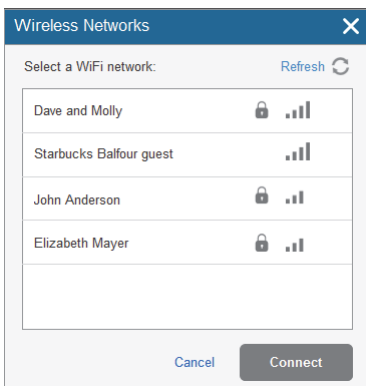 Wireless Networks
Select a WiFi network: Refresh
Dave and Molly
Starbucks Balfour guest
John Anderson
Elizabeth Mayer
Cancel Connect